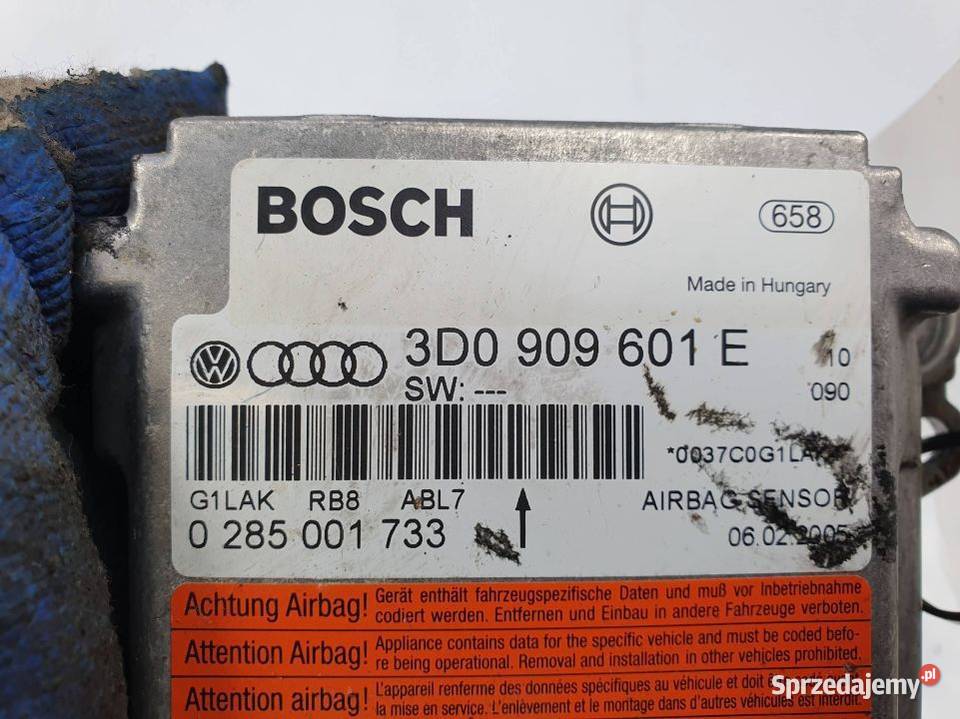 BOSCH
658
Made in Hungary
3D0 909 601 E 10
SW: --- 090
*0037C0G1LAK*
G1LAK RB8 ABL7 AIRBAG SENSOR
0 285 001 733 06.02.2005
Achtung Airbag! Gerät enthält fahrzeugspezifische Daten und muß vor Inbetriebnahme
codiert werden. Entfernen und Einbau in andere Fahrzeuge verboten.
Attention Airbag! Appliance contains data for the specific vehicle and must be coded befo-
re being operational. Removal and installation in other vehicles prohibited.
Attention airbag! L'appareil renferme des données spécifiques au véhicule et doit
la mise en service. L'enlèvement et le montage dans d'autres véhicules est interdit.
Sprzedajemy.pl